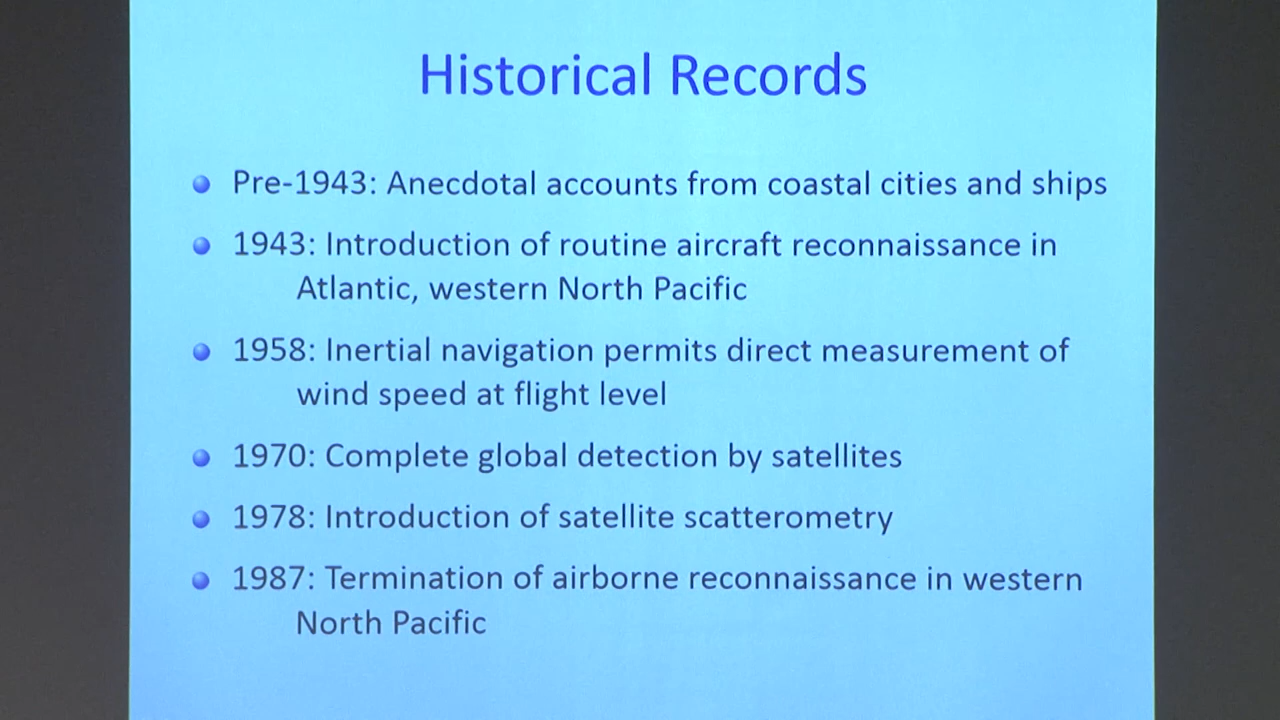 Historical Records
Pre-1943: Anecdotal accounts from coastal cities and ships
1943: Introduction of routine aircraft reconnaissance in
Atlantic, western North Pacific
1958: Inertial navigation permits direct measurement of
wind speed at flight level
1970: Complete global detection by satellites
1978: Introduction of satellite scatterometry
1987: Termination of airborne reconnaissance in western
North Pacific